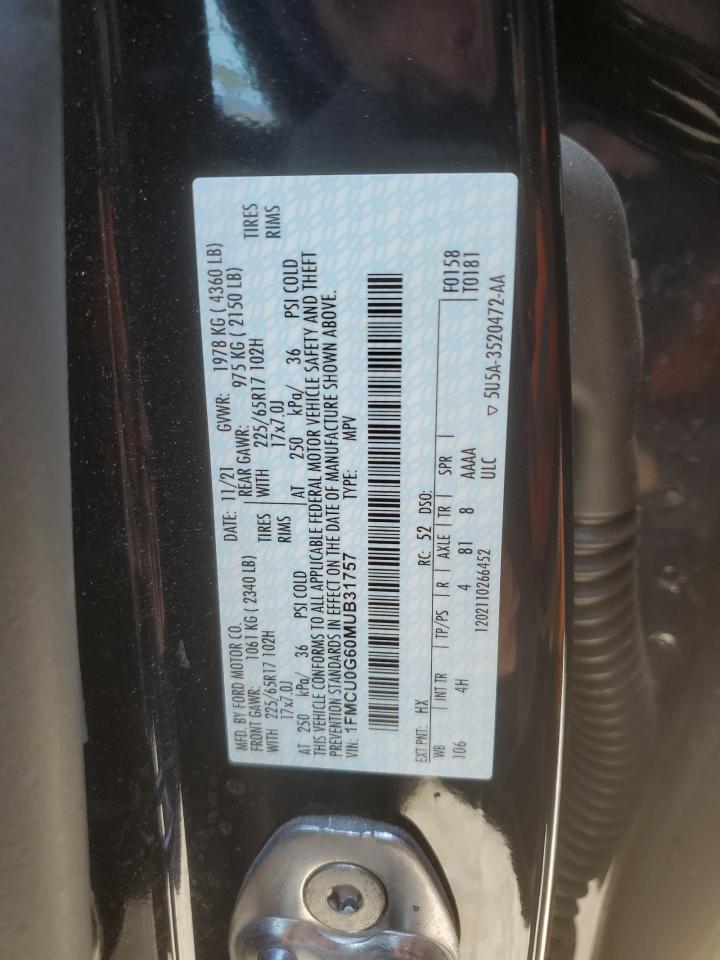 MFD. BY FORD MOTOR CO. DATE: 11/21 GVWR: 1978 KG ( 4360 LB)
FRONT GAWR: 1061 KG ( 2340 LB) REAR GAWR: 975 KG ( 2150 LB)
WITH 225/65R17 102H TIRES WITH 225/65R17 102H TIRES
17x7.0J RIMS 17x7.0J RIMS
AT 250 kPa/ 36 PSI COLD AT 250 kPa/ 36 PSI COLD
THIS VEHICLE CONFORMS TO ALL APPLICABLE FEDERAL MOTOR VEHICLE SAFETY AND THEFT
PREVENTION STANDARDS IN EFFECT ON THE DATE OF MANUFACTURE SHOWN ABOVE.
VIN: 1FMCU0G60MUB31757 TYPE: MPV
EXT PNT: HX RC: 52 DSO:
WB INT TR TP/PS R AXLE TR SPR F0158
106 4H 4 81 8 AAAA T0181
1202110266452 ULC ▽ 5U5A-3520472-AA